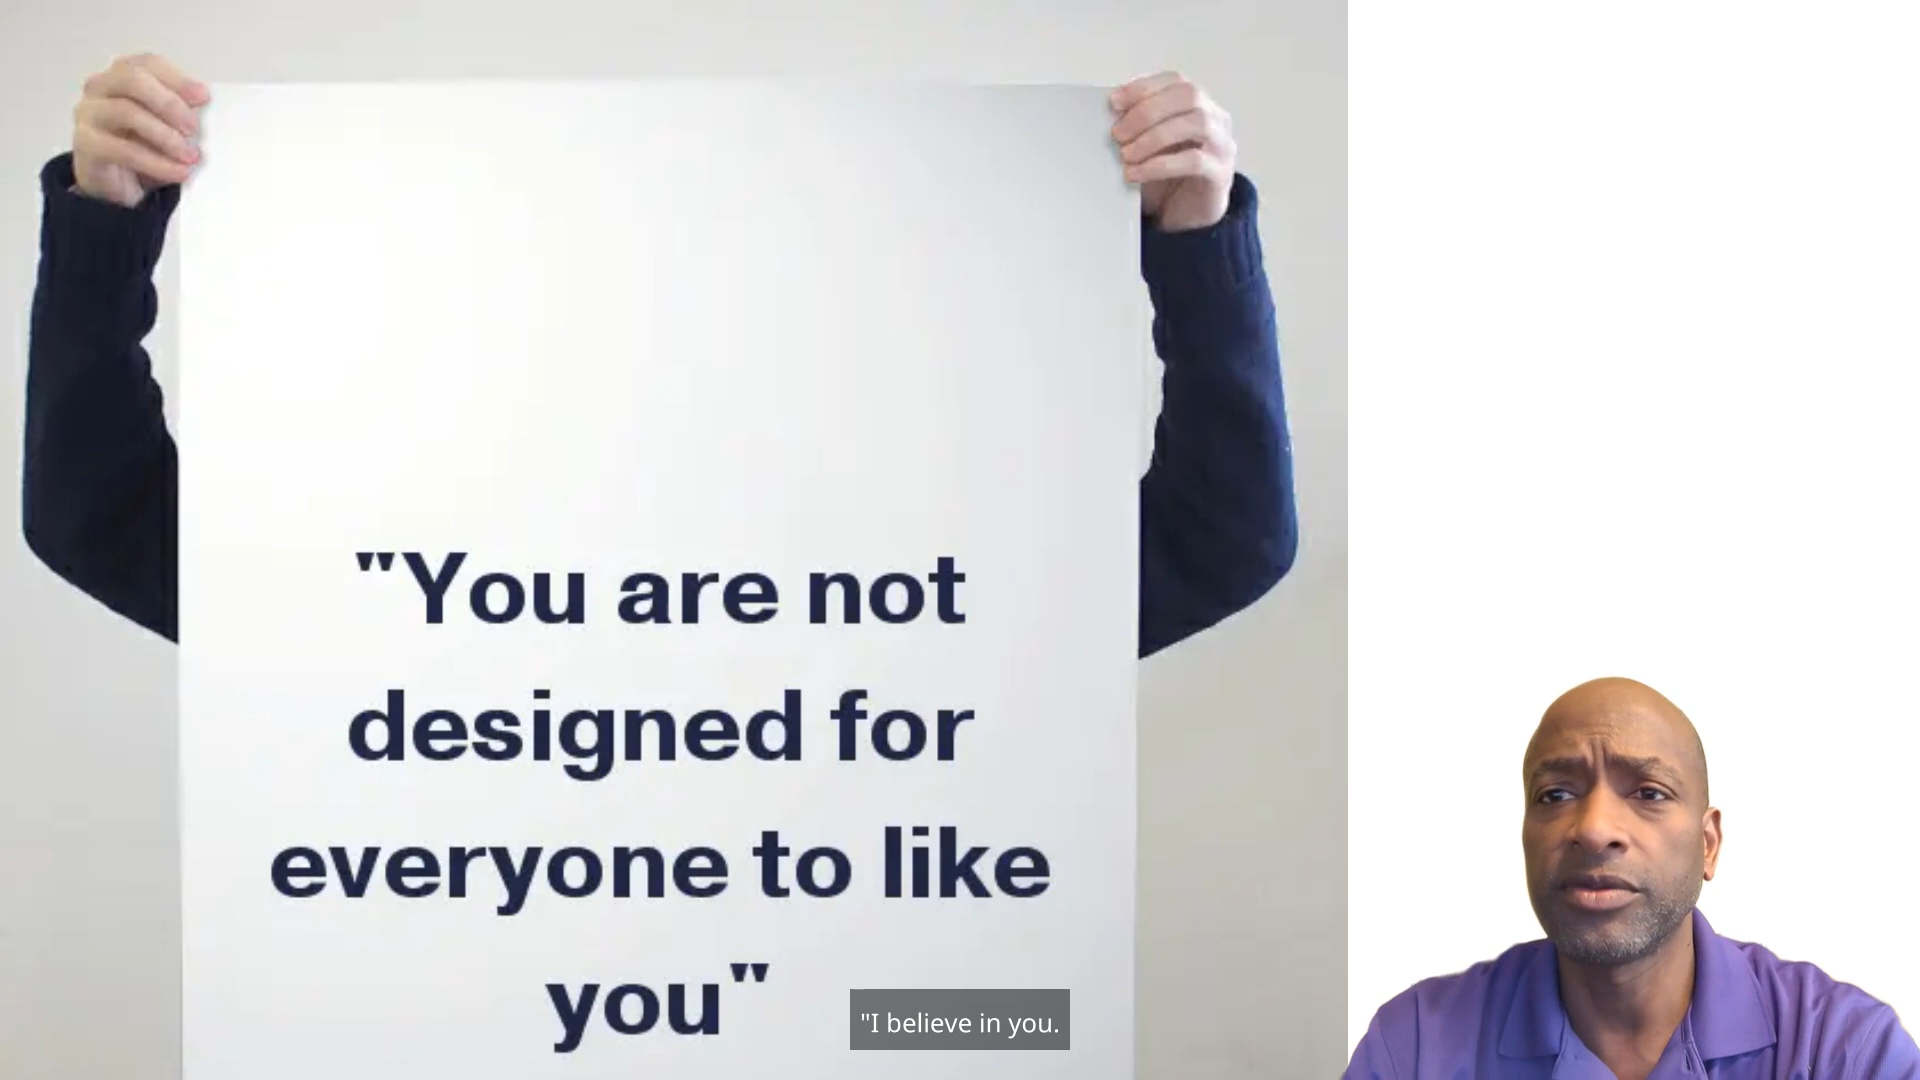 "You are not
designed for
everyone to like
you"
"I believe in you.